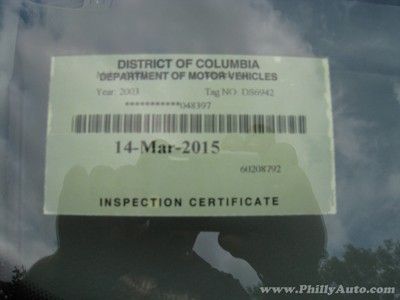 DISTRICT OF COLUMBIA
DEPARTMENT OF MOTOR VEHICLES
Year: 2003 Tag NO: DS6942
***********048397
14-Mar-2015
60208792
INSPECTION CERTIFICATE
www.PhillyAuto.com